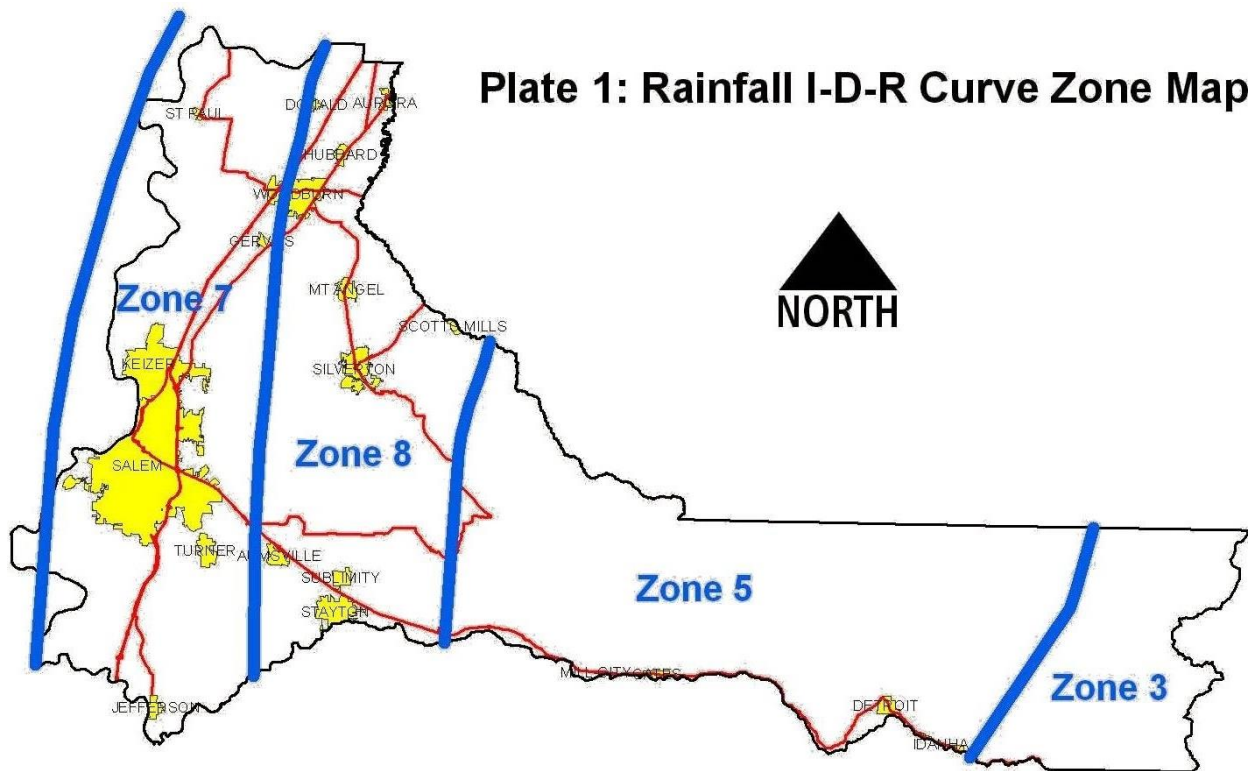 Plate 1: Rainfall I-D-R Curve Zone Map
DONALD
AURORA
ST PAUL
HUBBARD
WOODBURN
GERVAIS
MT ANGEL
NORTH
Zone 7
SCOTTS MILLS
KEIZER
SILVERTON
Zone 8
SALEM
TURNER
AUMSVILLE
SUBLIMITY
Zone 5
STAYTON
MILL CITY
GATES
Zone 3
JEFFERSON
DETROIT
IDANHA